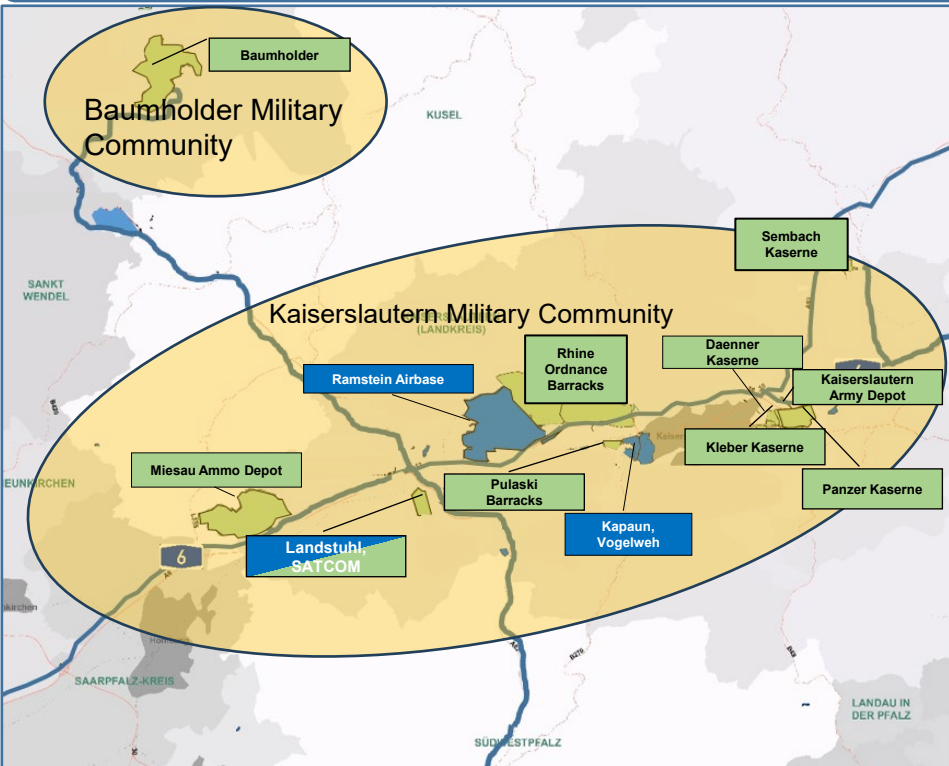 Baumholder
Baumholder Military
Community
KUSEL
Sembach
Kaserne
SANKT
WENDEL
Kaiserslautern Military Community
(LANDKREIS)
Daenner
Kaserne
Rhine
Ordnance
Barracks
Ramstein Airbase
Kaiserslautern
Army Depot
Kleber Kaserne
Miesau Ammo Depot
Pulaski
Barracks
Panzer Kaserne
Kapaun,
Vogelweh
Landstuhl,
SATCOM
6
SAARPFALZ-KREIS
B270
LANDAU IN
DER PFALZ
SÜDWESTPFALZ